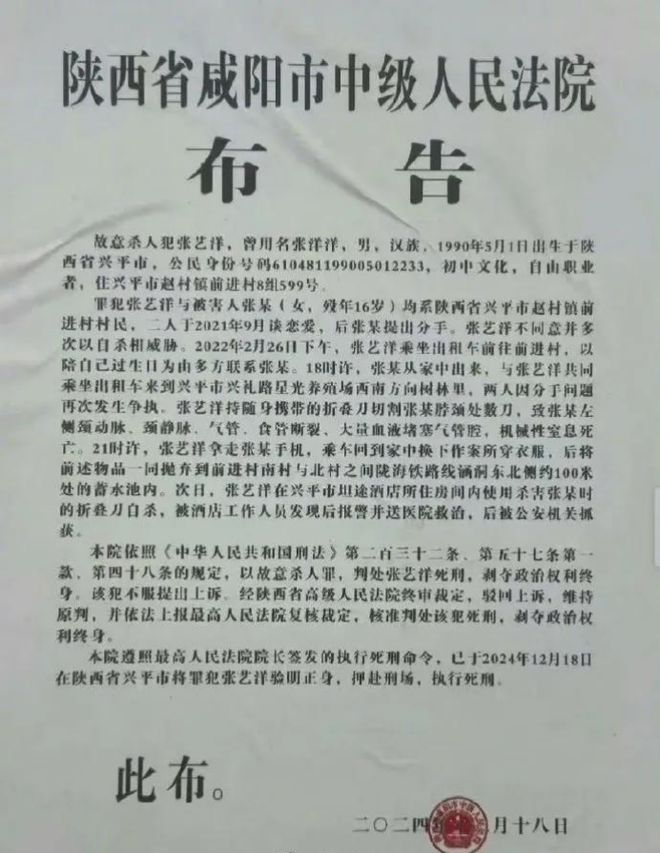 陕西省咸阳市中级人民法院
布告
故意杀人犯张艺洋，曾用名张洋洋，男，汉族，1990年5月1日出生于陕
西省兴平市，公民身份号码610481199005012233，初中文化，自由职业
者，住兴平市赵村镇前进村8组599号。
罪犯张艺洋与被害人张某（女，殁年16岁）均系陕西省兴平市赵村镇前
进村村民，二人于2021年9月谈恋爱，后张某提出分手。张艺洋不同意并多
次以自杀相威胁。2022年2月26日下午，张艺洋乘坐出租车前往前进村，以
陪自己过生日为由多方联系张某。18时许，张某从家中出来，与张艺洋共同
乘坐出租车来到兴平市兴礼路星光养殖场西南方向树林里，两人因分手问题
再次发生争执。张艺洋持随身携带的折叠刀切割张某脖颈处数刀，致张某左
侧颈动脉、颈静脉、气管、食管断裂、大量血液堵塞气管腔，机械性窒息死
亡。21时许，张艺洋拿走张某手机，乘车回到家中换下作案所穿衣服，后将
前述物品一同抛弃到前进村南村与北村之间陇海铁路线涵洞东北侧约100米
处的蓄水池内。次日，张艺洋在兴平市坦途酒店所住房间内使用杀害张某时
的折叠刀自杀，被酒店工作人员发现后报警并送医院救治，后被公安机关抓
获。
本院依照《中华人民共和国刑法》第二百三十二条、第五十七条第一
款、第四十八条的规定，以故意杀人罪，判处张艺洋死刑，剥夺政治权利终
身。该犯不服提出上诉。经陕西省高级人民法院终审裁定，驳回上诉，维持
原判，并依法上报最高人民法院复核裁定，核准判处该犯死刑，剥夺政治权
利终身。
本院遵照最高人民法院院长签发的执行死刑命令，已于2024年12月18日
在陕西省兴平市将罪犯张艺洋验明正身，押赴刑场，执行死刑。
此布。
二〇二四 月十八日